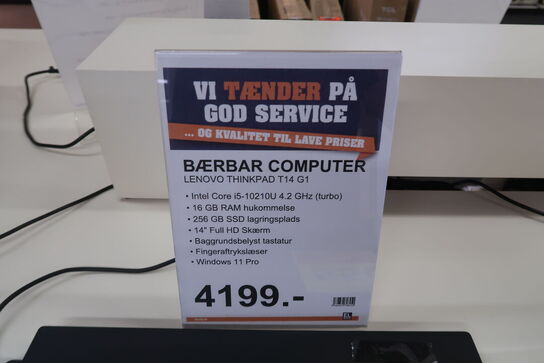 VI TÆNDER PÅ
GOD SERVICE
... OG KVALITET TIL LAVE PRISER
BÆRBAR COMPUTER
LENOVO THINKPAD T14 G1
• Intel Core i5-10210U 4.2 GHz (turbo)
• 16 GB RAM hukommelse
• 256 GB SSD lagringsplads
• 14" Full HD Skærm
• Baggrundsbelyst tastatur
• Fingeraftrykslæser
• Windows 11 Pro
4199.-